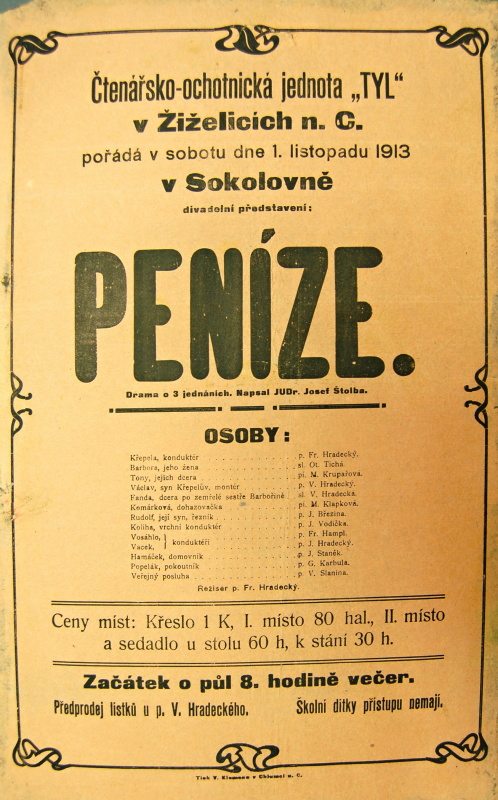 Čtenářsko-ochotnická jednota „TYL“
v Žiželicích n. C.
pořádá v sobotu dne 1. listopadu 1913
v Sokolovně
divadelní představení:
PENÍZE.
Drama o 3 jednáních. Napsal JUDr. Josef Štolba.
OSOBY:
Křepela, konduktér . . . p. Fr. Hradecký.
Barbora, jeho žena . . . sl. Ot. Tichá
Tony, jejich dcera . . . pí. M. Krupařová.
Václav, syn Křepelův, montér . . . p. V. Hradecký.
Fanda, dcera po zemřelé sestře Barbořině sl. V. Hradecká.
Komárková, dohazovačka . . . pí. M. Klapková.
Rudolf, její syn, řezník . . . p. J. Březina.
Koliha, vrchní konduktér . . . p. J. Vodička.
Vosáhlo, } konduktéři . . . p. Fr. Hampl.
Vacek, } . . . p. J. Hradecký.
Hamáček, domovník . . . p. J. Staněk.
Popelák, pokoutník . . . p. G. Karbula.
Veřejný posluha . . . p. V. Slanina.
Režisér p. Fr. Hradecký.
Ceny míst: Křeslo 1 K, I. místo 80 hal., II. místo
a sedadlo u stolu 60 h, k stání 30 h.
Začátek o půl 8. hodině večer.
Předprodej lístků u p. V. Hradeckého. Školní dítky přístupu nemají.
Tisk V. Klemens v Chlumci n. C.